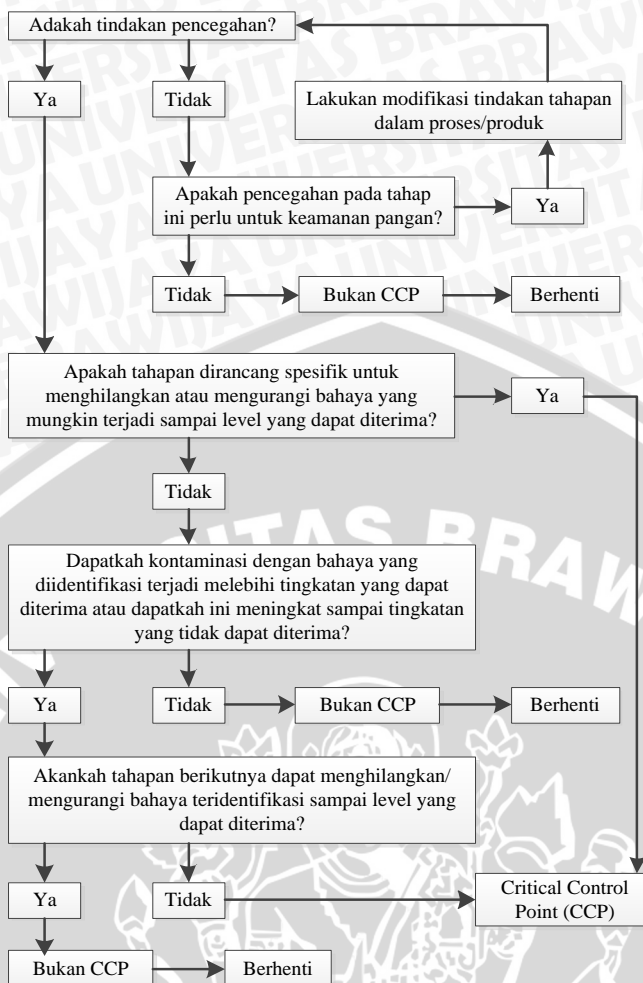 Adakah tindakan pencegahan?
Ya
Tidak
Lakukan modifikasi tindakan tahapan
dalam proses/produk
Apakah pencegahan pada tahap
ini perlu untuk keamanan pangan?
Ya
Tidak
Bukan CCP
Berhenti
Apakah tahapan dirancang spesifik untuk
menghilangkan atau mengurangi bahaya yang
mungkin terjadi sampai level yang dapat diterima?
Ya
Tidak
Dapatkah kontaminasi dengan bahaya yang
diidentifikasi terjadi melebihi tingkatan yang dapat
diterima atau dapatkah ini meningkat sampai tingkatan
yang tidak dapat diterima?
Ya
Tidak
Bukan CCP
Berhenti
Akankah tahapan berikutnya dapat menghilangkan/
mengurangi bahaya teridentifikasi sampai level yang
dapat diterima?
Ya
Tidak
Critical Control
Point (CCP)
Bukan CCP
Berhenti